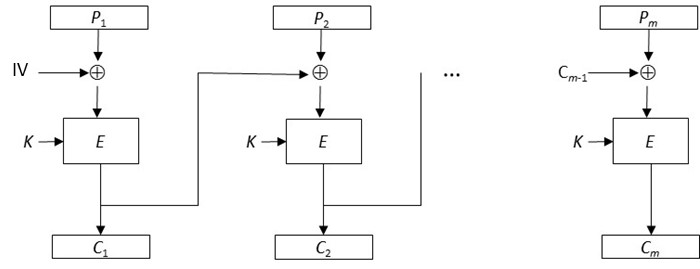 P1 P2 Pm
IV ... Cm-1
K E K E K E
C1 C2 Cm